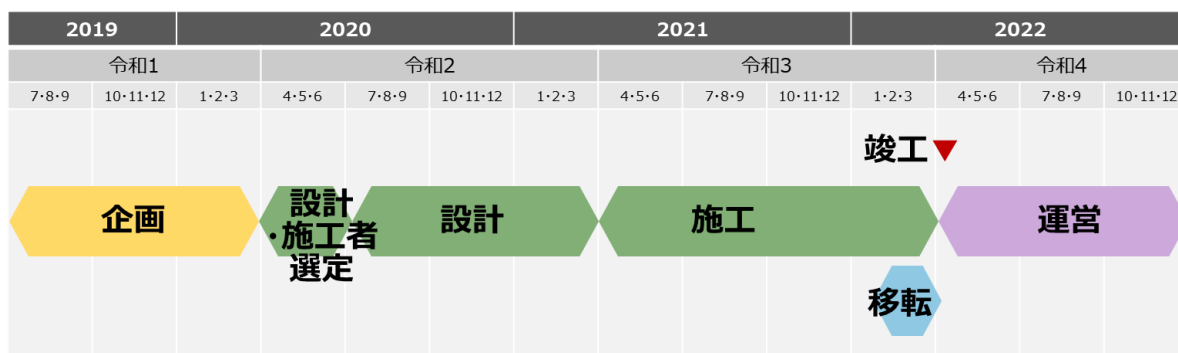 2019 2020 2021 2022
令和1 令和2 令和3 令和4
7・8・9 10・11・12 1・2・3 4・5・6 7・8・9 10・11・12 1・2・3 4・5・6 7・8・9 10・11・12 1・2・3 4・5・6 7・8・9 10・11・12
竣工
企画
設計
・施工者
選定
設計
施工
運営
移転